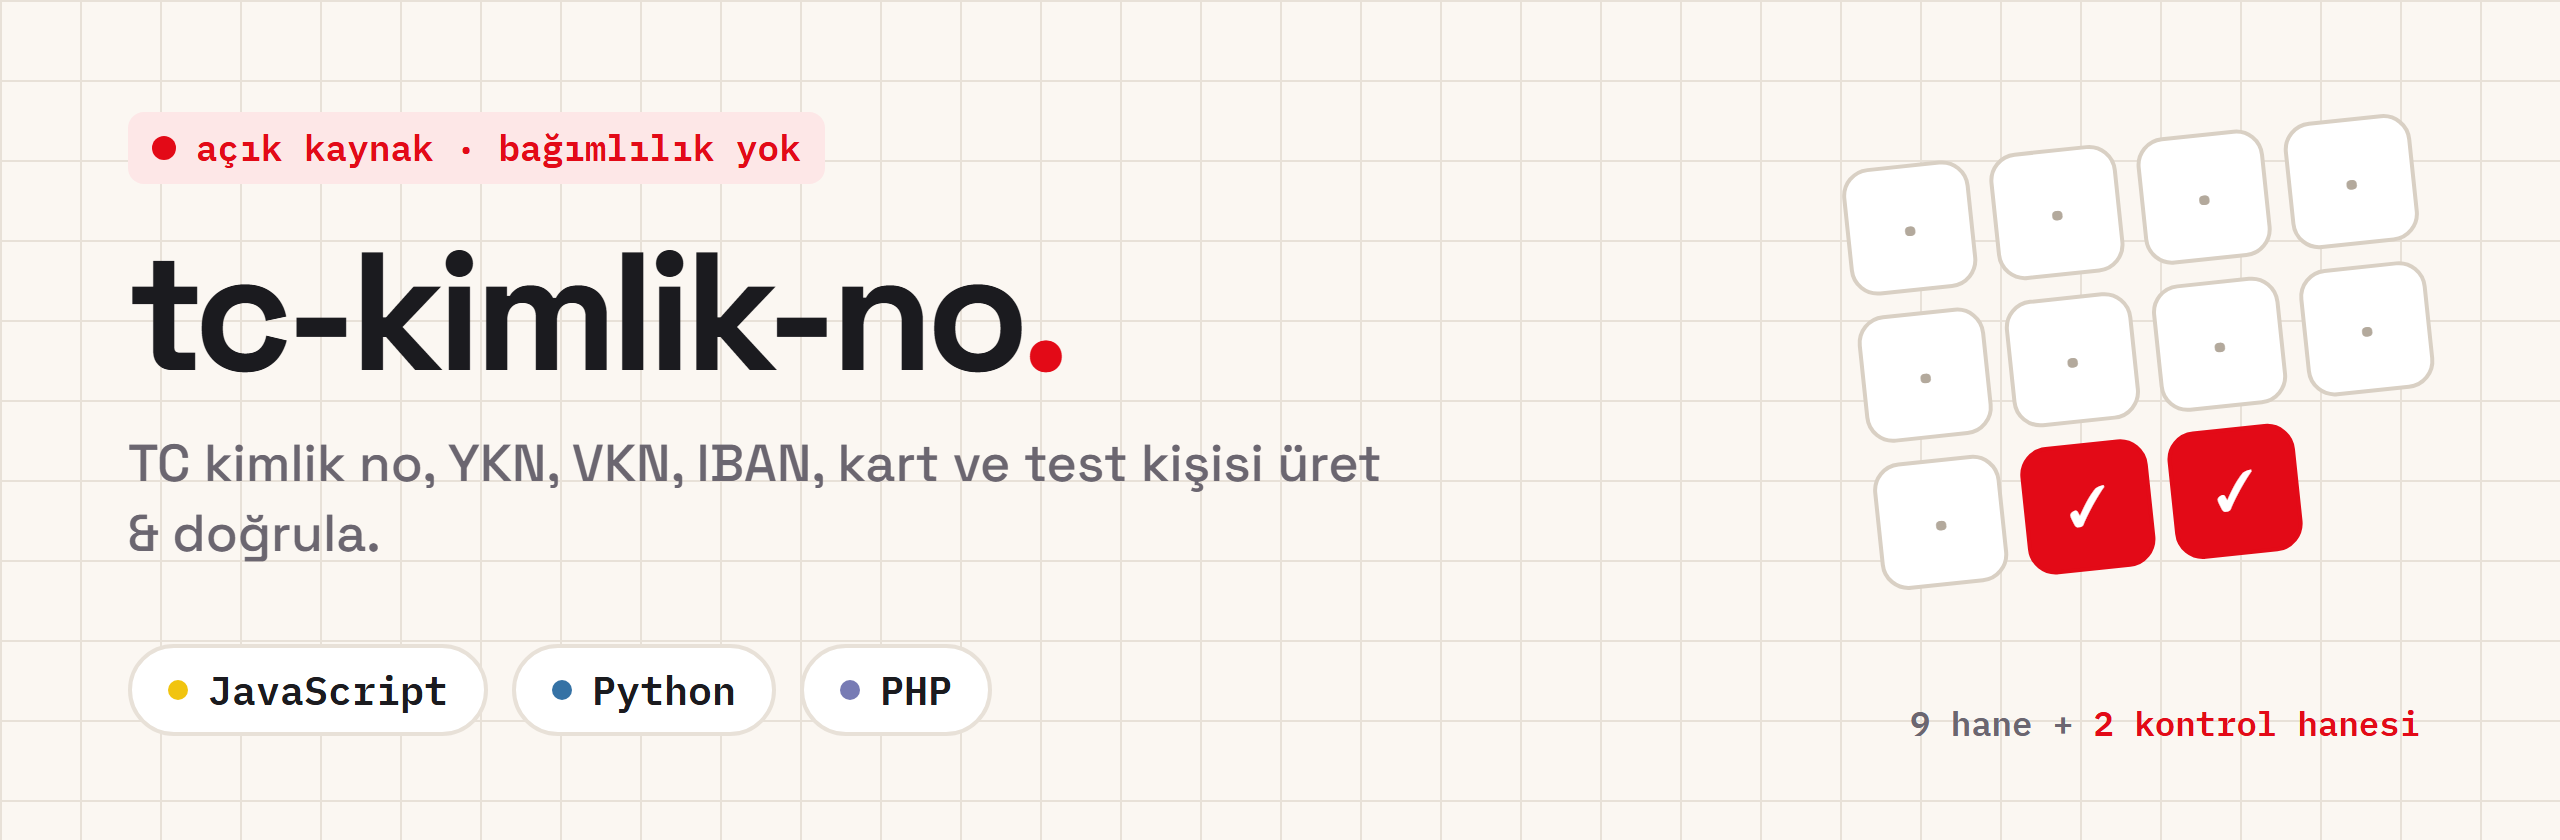 açık kaynak · bağımlılık yok
tc-kimlik-no.
TC kimlik no, YKN, VKN, IBAN, kart ve test kişisi üret
& doğrula.
JavaScript
Python
PHP
✓ ✓
9 hane + 2 kontrol hanesi